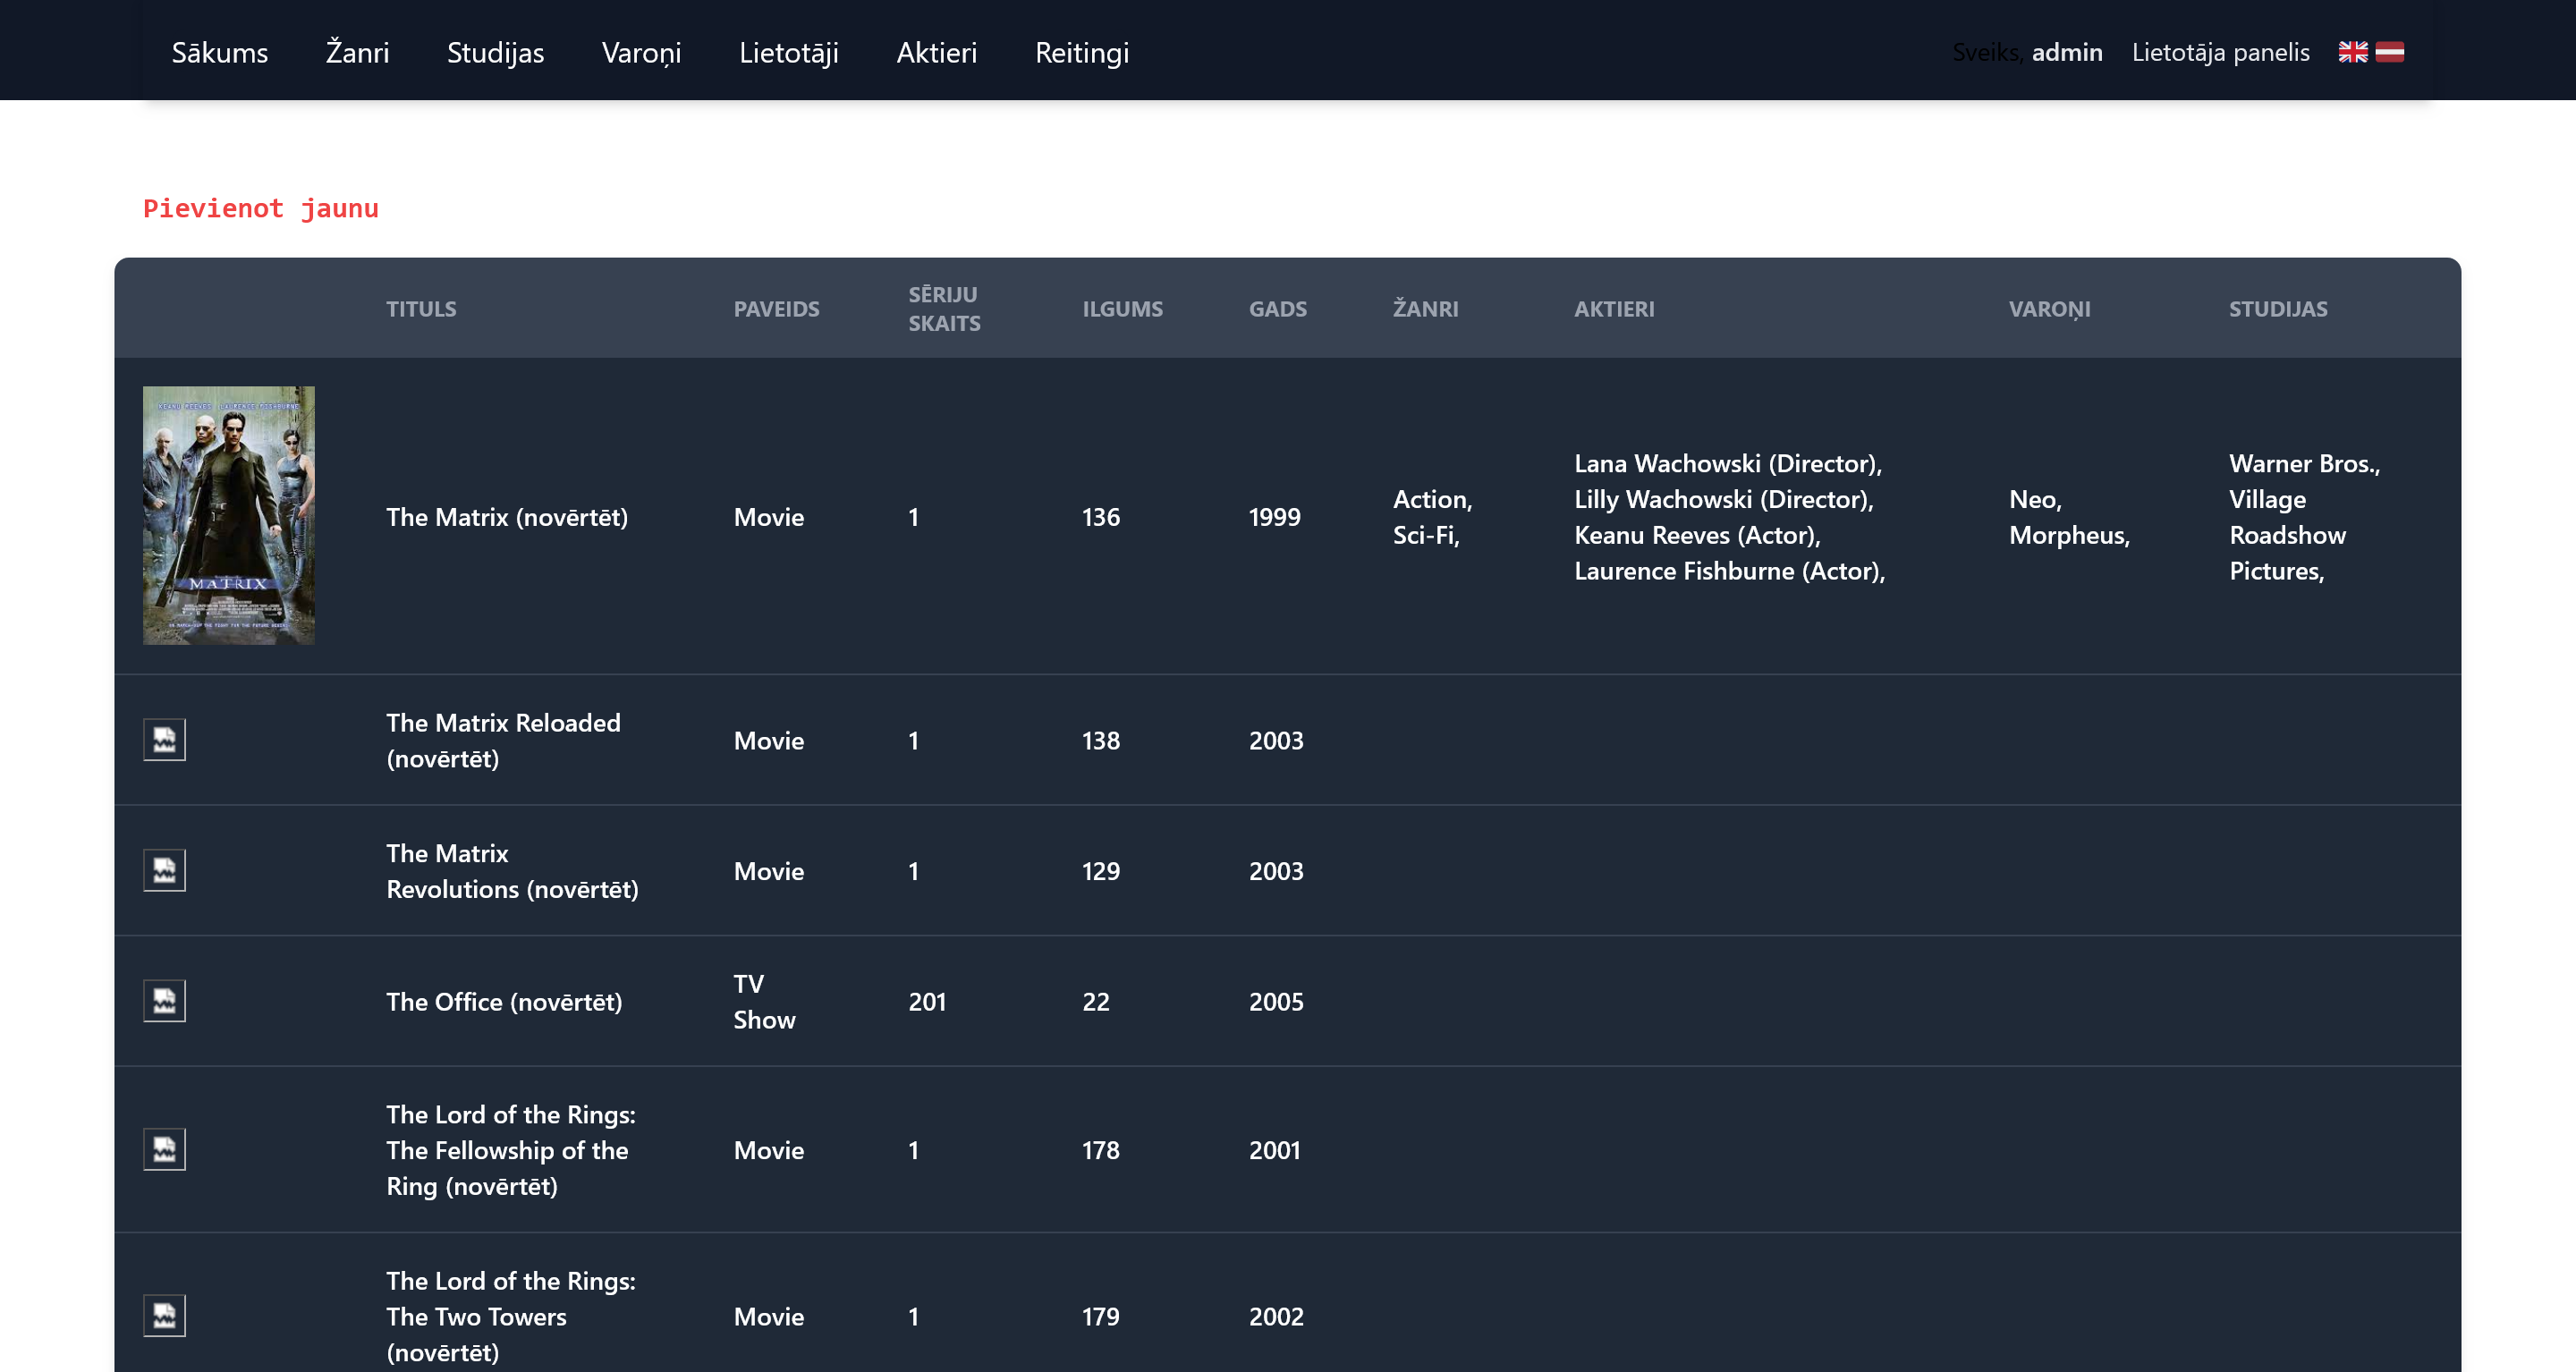 Sākums Žanri Studijas Varoņi Lietotāji Aktieri Reitingi Sveiks, admin Lietotāja panelis
Pievienot jaunu
TITULS PAVEIDS SĒRIJU SKAITS ILGUMS GADS ŽANRI AKTIERI VAROŅI STUDIJAS
KEANU REEVES LAURENCE FISHBURNE
MATRIX
The Matrix (novērtēt) Movie 1 136 1999
Action,
Sci-Fi,
Lana Wachowski (Director),
Lilly Wachowski (Director),
Keanu Reeves (Actor),
Laurence Fishburne (Actor),
Neo,
Morpheus,
Warner Bros.,
Village
Roadshow
Pictures,
The Matrix Reloaded
(novērtēt)
Movie 1 138 2003
The Matrix
Revolutions (novērtēt)
Movie 1 129 2003
The Office (novērtēt)
TV
Show
201 22 2005
The Lord of the Rings:
The Fellowship of the
Ring (novērtēt)
Movie 1 178 2001
The Lord of the Rings:
The Two Towers
(novērtēt)
Movie 1 179 2002